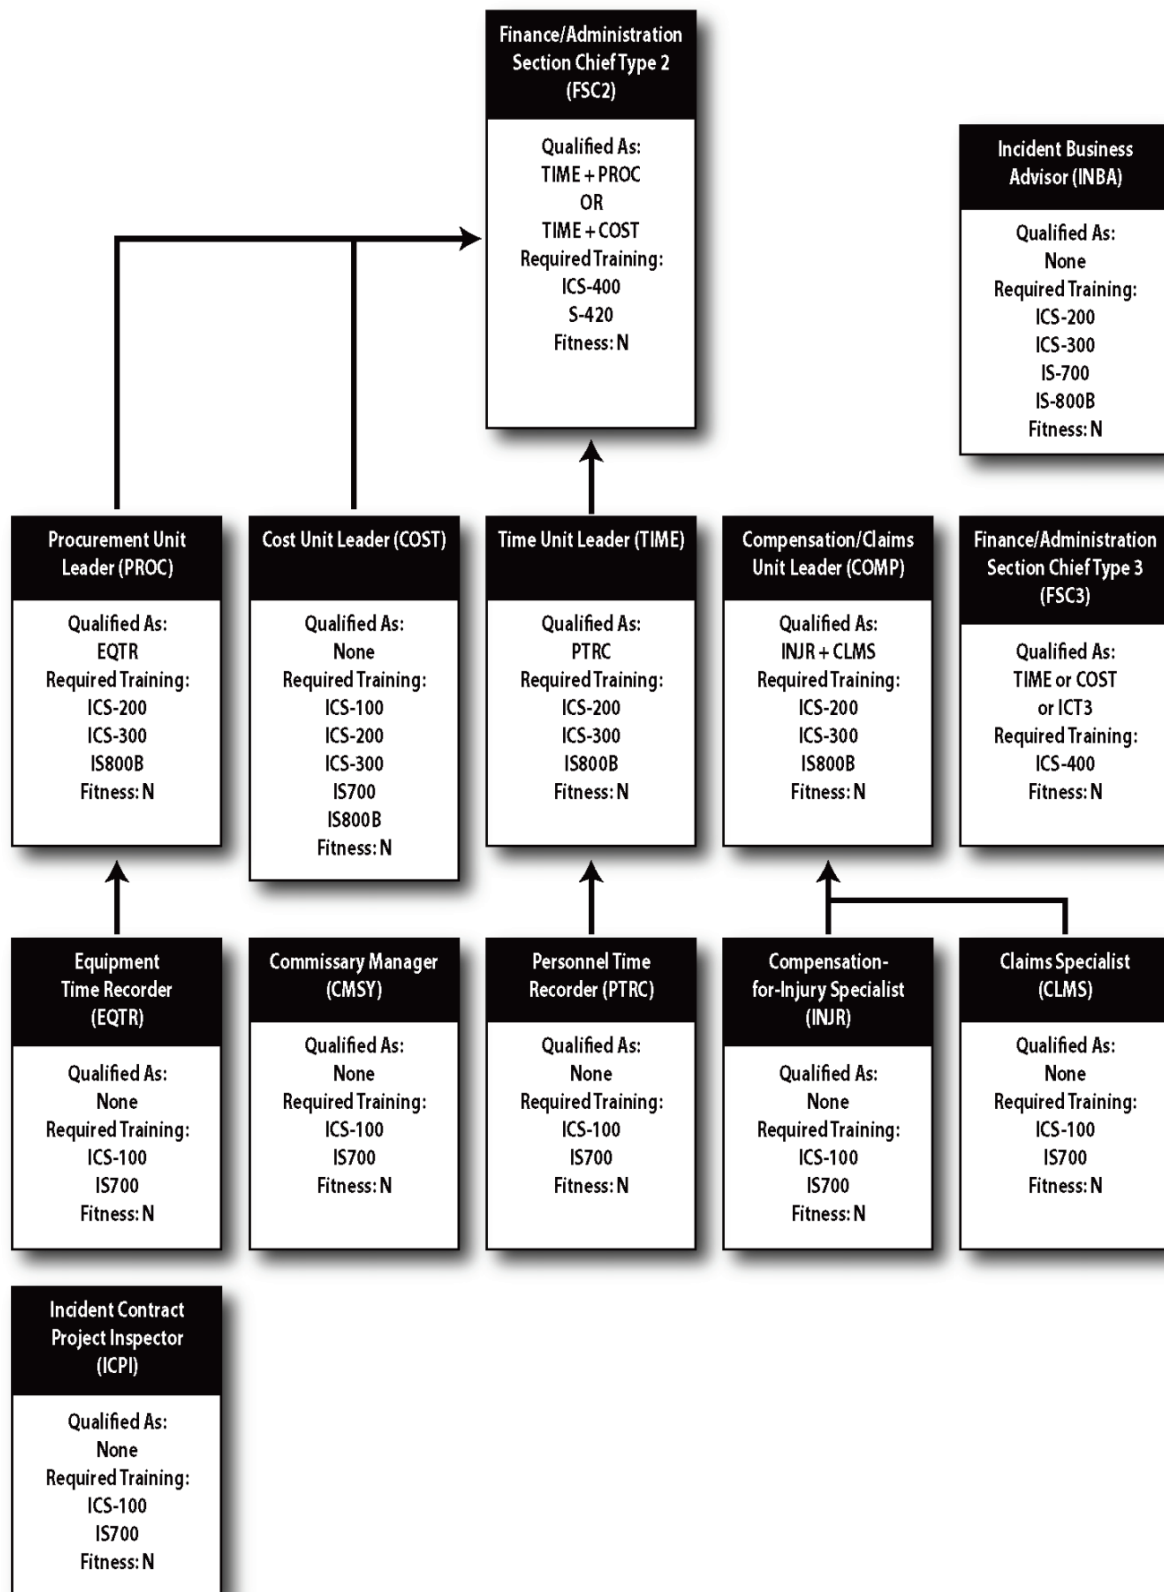 Finance/Administration
Section Chief Type 2
(FSC2)
Qualified As:
TIME + PROC
OR
TIME + COST
Required Training:
ICS-400
S-420
Fitness: N
Incident Business
Advisor (INBA)
Qualified As:
None
Required Training:
ICS-200
ICS-300
IS-700
IS-800B
Fitness: N
Procurement Unit
Leader (PROC)
Qualified As:
EQTR
Required Training:
ICS-200
ICS-300
IS800B
Fitness: N
Cost Unit Leader (COST)
Qualified As:
None
Required Training:
ICS-100
ICS-200
ICS-300
IS700
IS800B
Fitness: N
Time Unit Leader (TIME)
Qualified As:
PTRC
Required Training:
ICS-200
ICS-300
IS800B
Fitness: N
Compensation/Claims
Unit Leader (COMP)
Qualified As:
INJR + CLMS
Required Training:
ICS-200
ICS-300
IS800B
Fitness: N
Finance/Administration
Section Chief Type 3
(FSC3)
Qualified As:
TIME or COST
or ICT3
Required Training:
ICS-400
Fitness: N
Equipment
Time Recorder
(EQTR)
Qualified As:
None
Required Training:
ICS-100
IS700
Fitness: N
Commissary Manager
(CMSY)
Qualified As:
None
Required Training:
ICS-100
IS700
Fitness: N
Personnel Time
Recorder (PTRC)
Qualified As:
None
Required Training:
ICS-100
IS700
Fitness: N
Compensation-
for-Injury Specialist
(INJR)
Qualified As:
None
Required Training:
ICS-100
IS700
Fitness: N
Claims Specialist
(CLMS)
Qualified As:
None
Required Training:
ICS-100
IS700
Fitness: N
Incident Contract
Project Inspector
(ICPI)
Qualified As:
None
Required Training:
ICS-100
IS700
Fitness: N